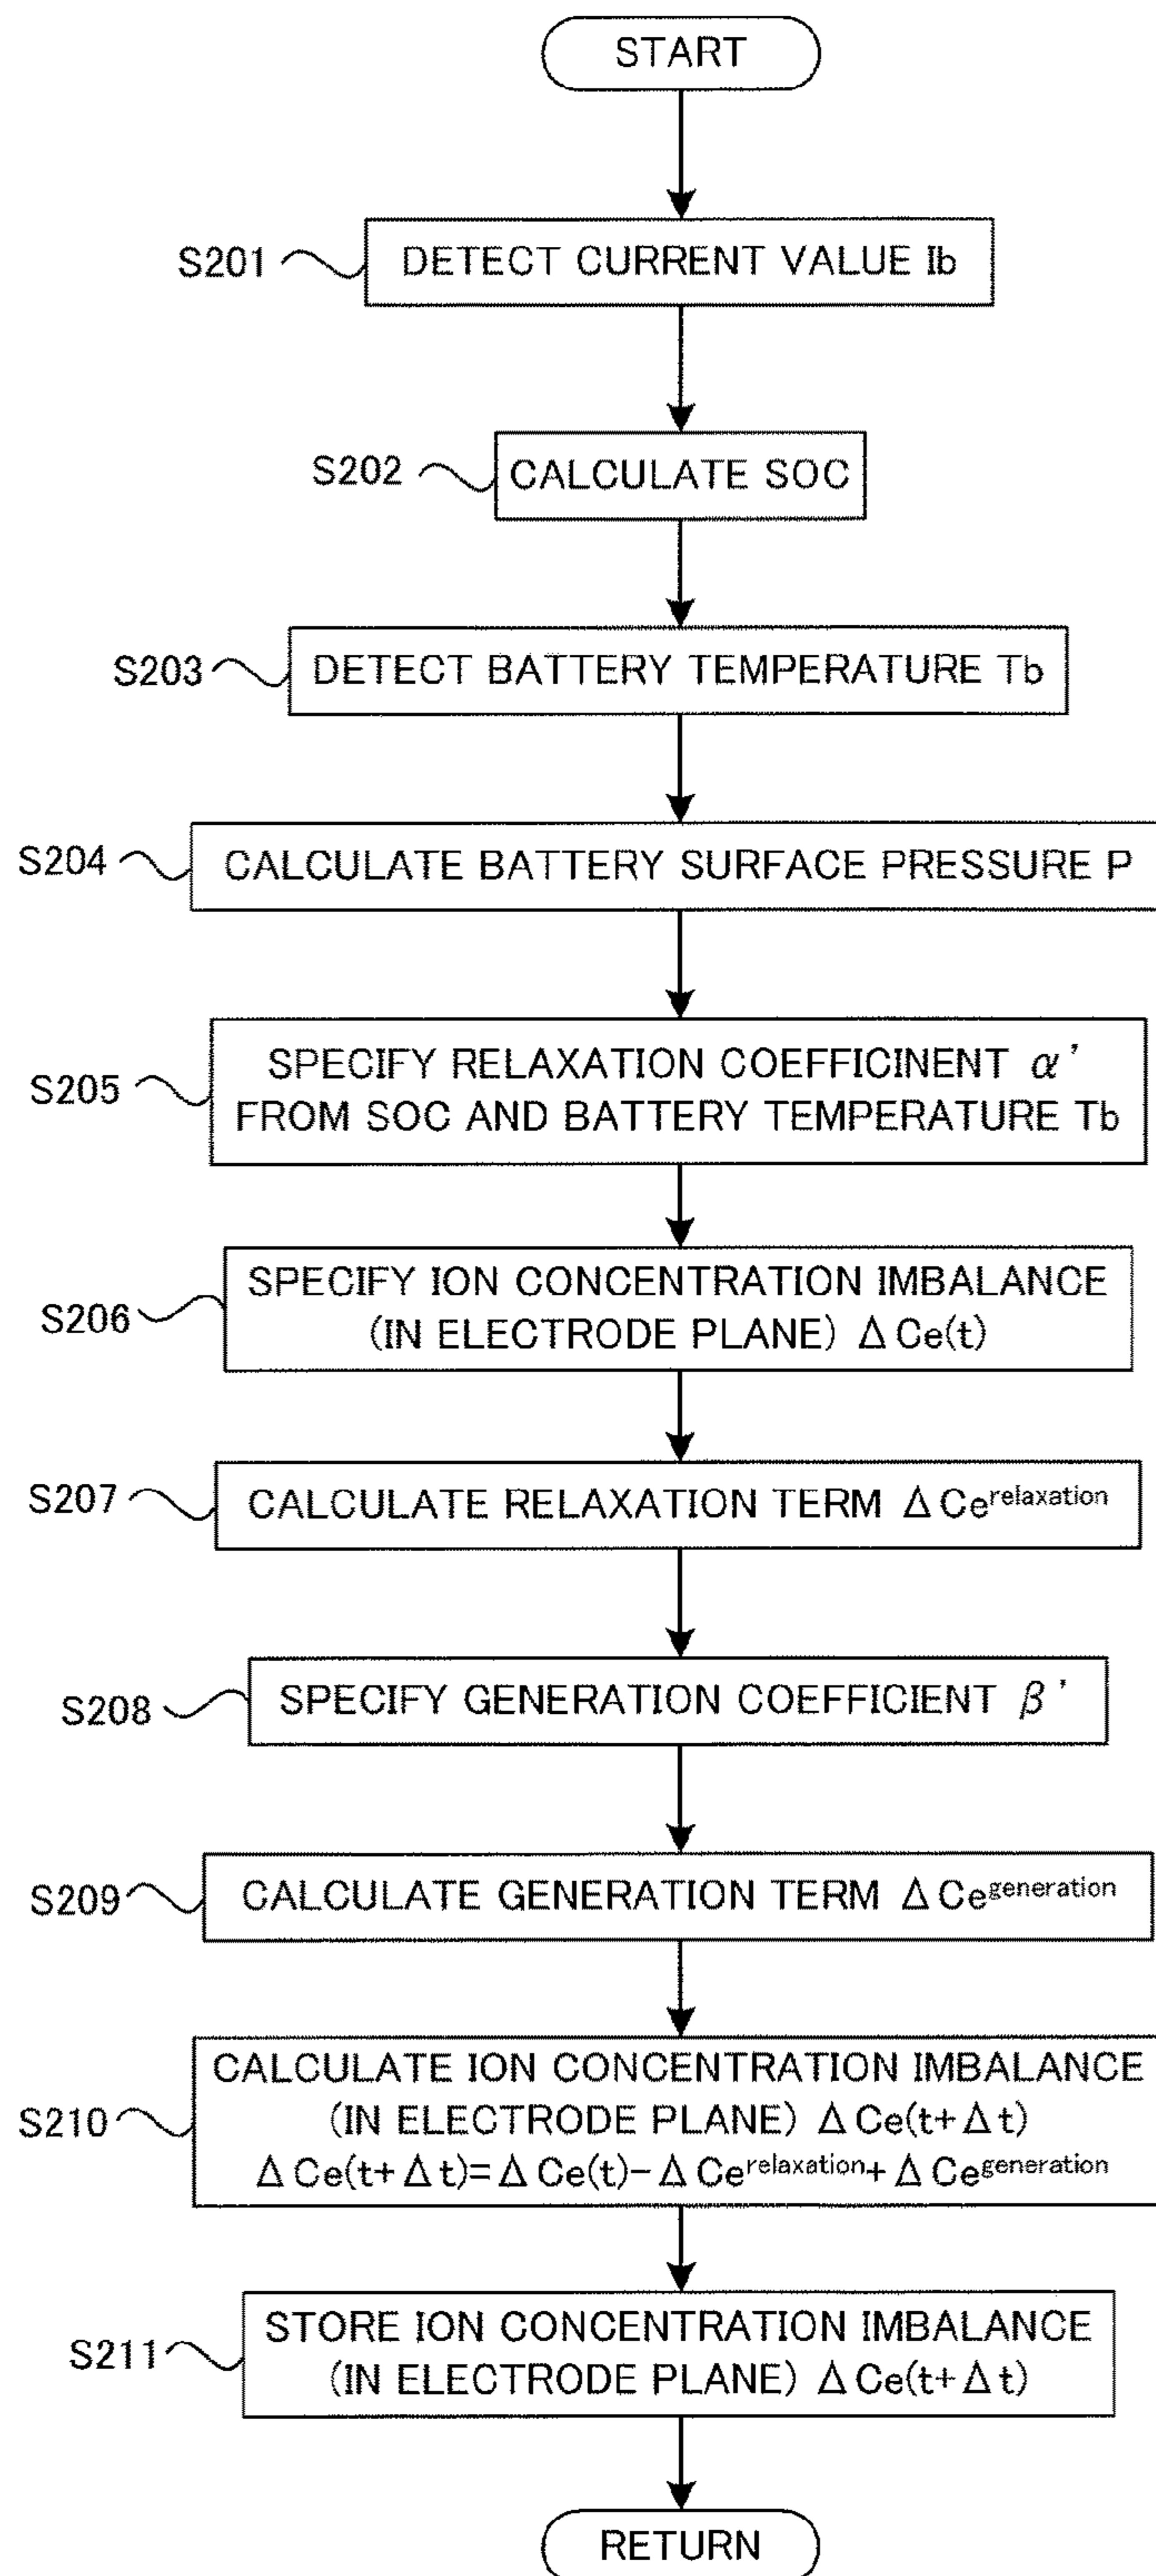 START
S201
DETECT CURRENT VALUE Ib
S202
CALCULATE SOC
S203
DETECT BATTERY TEMPERATURE Tb
S204
CALCULATE BATTERY SURFACE PRESSURE P
S205
SPECIFY RELAXATION COEFFICINENT α'
FROM SOC AND BATTERY TEMPERATURE Tb
S206
SPECIFY ION CONCENTRATION IMBALANCE
(IN ELECTRODE PLANE) ΔCe(t)
S207
CALCULATE RELAXATION TERM ΔCe^relaxation
S208
SPECIFY GENERATION COEFFICIENT β'
S209
CALCULATE GENERATION TERM ΔCe^generation
S210
CALCULATE ION CONCENTRATION IMBALANCE
(IN ELECTRODE PLANE) ΔCe(t+Δt)
ΔCe(t+Δt)=ΔCe(t)-ΔCe^relaxation+ΔCe^generation
S211
STORE ION CONCENTRATION IMBALANCE
(IN ELECTRODE PLANE) ΔCe(t+Δt)
RETURN